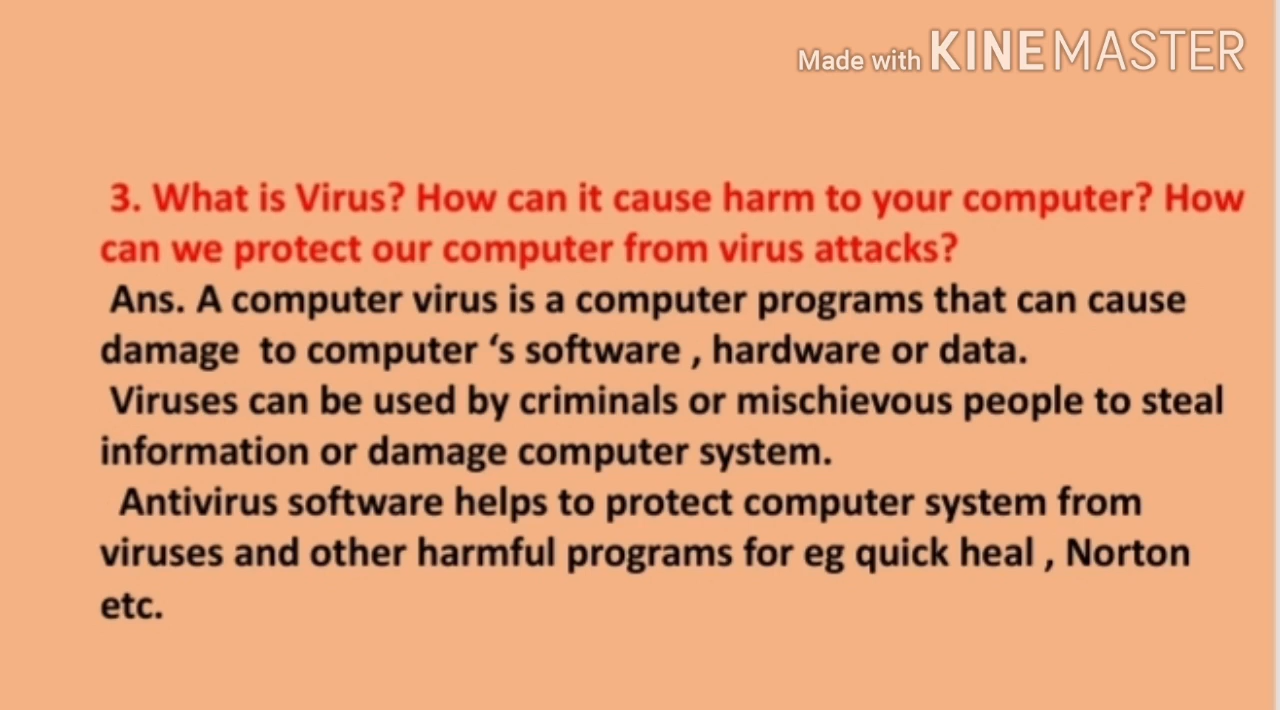 Made with KINEMASTER
3. What is Virus? How can it cause harm to your computer? How
can we protect our computer from virus attacks?
Ans. A computer virus is a computer programs that can cause
damage to computer ‘s software , hardware or data.
Viruses can be used by criminals or mischievous people to steal
information or damage computer system.
Antivirus software helps to protect computer system from
viruses and other harmful programs for eg quick heal , Norton
etc.